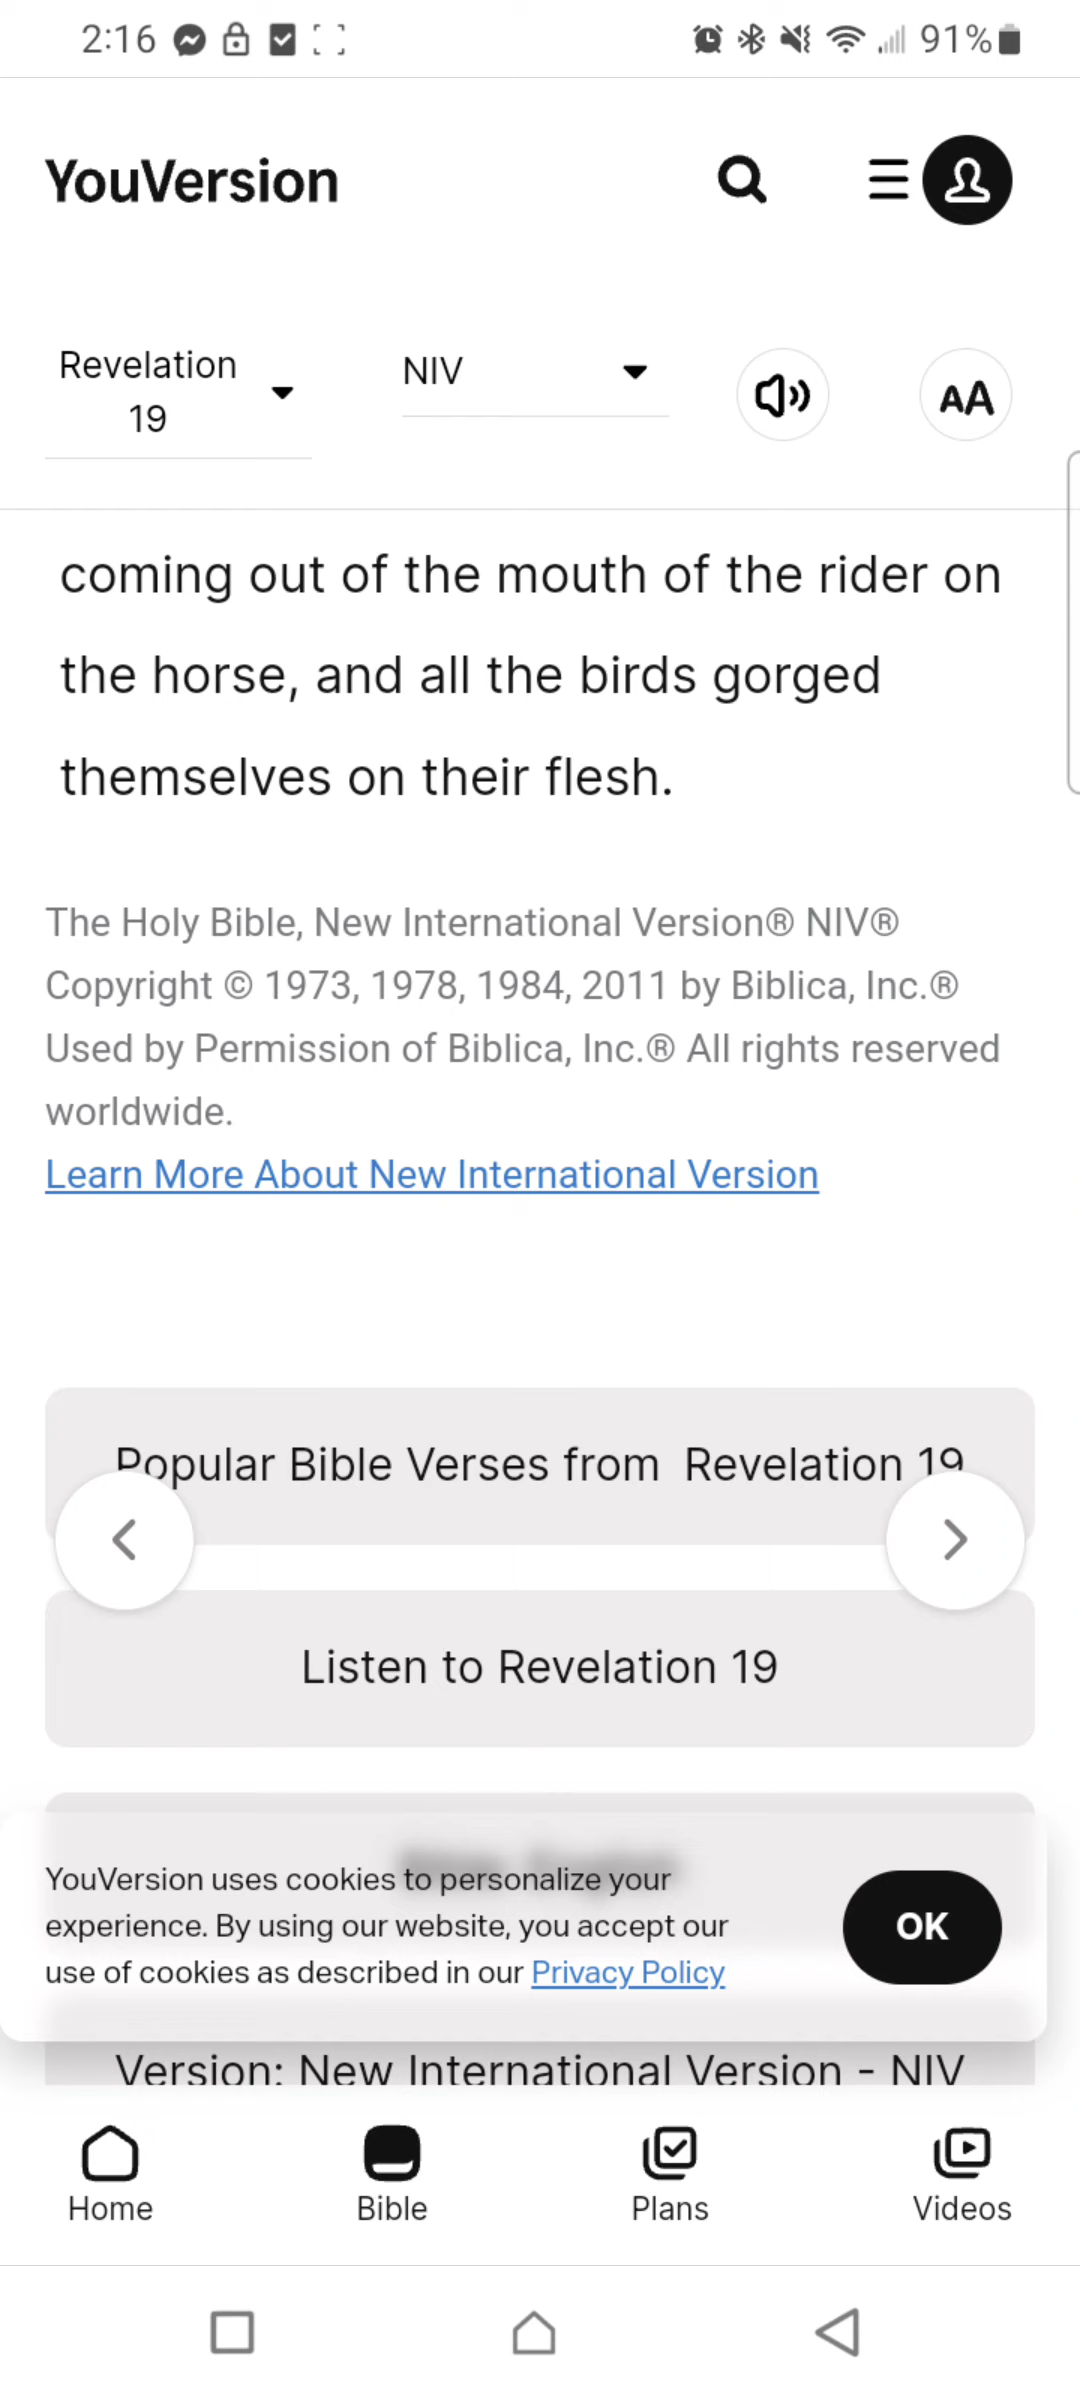 2:16
91%
YouVersion
Revelation
19
NIV
AA
coming out of the mouth of the rider on
the horse, and all the birds gorged
themselves on their flesh.
The Holy Bible, New International Version® NIV®
Copyright © 1973, 1978, 1984, 2011 by Biblica, Inc.®
Used by Permission of Biblica, Inc.® All rights reserved
worldwide.
Learn More About New International Version
Popular Bible Verses from Revelation 19
Listen to Revelation 19
YouVersion uses cookies to personalize your
experience. By using our website, you accept our
use of cookies as described in our Privacy Policy
OK
Version: New International Version - NIV
Home
Bible
Plans
Videos